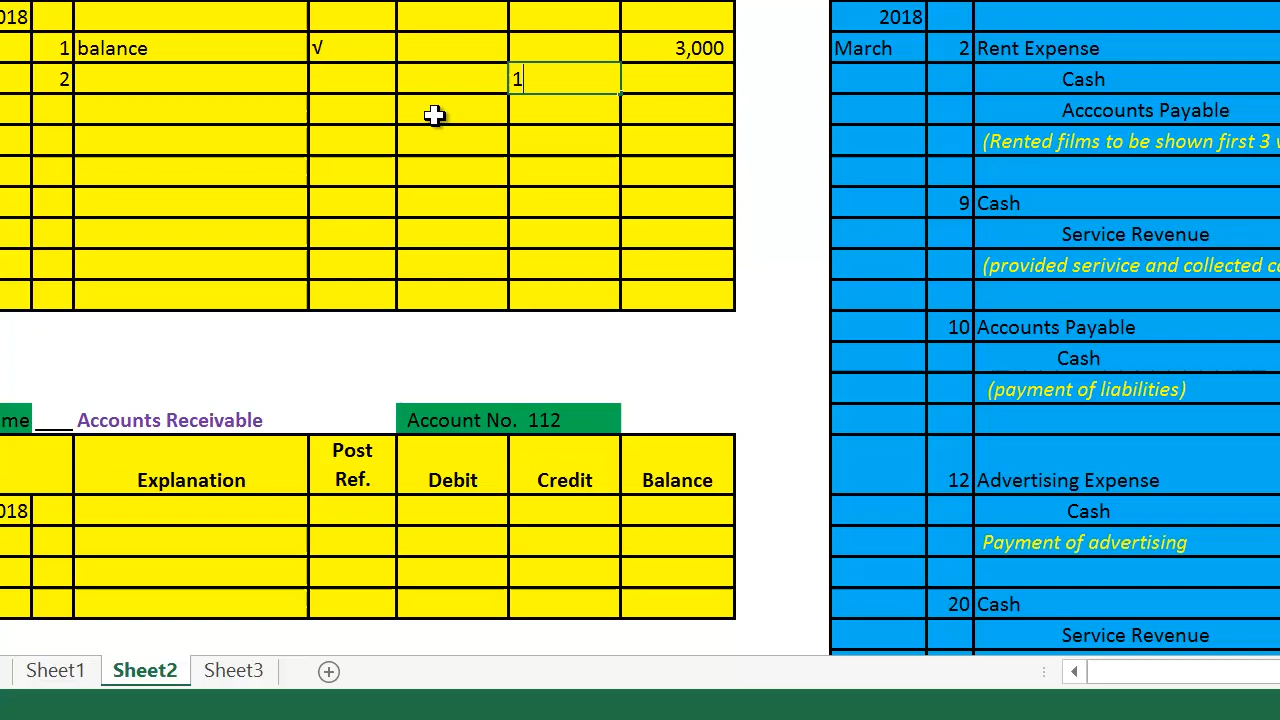 018
1 balance √ 3,000
2 1
me ____ Accounts Receivable Account No. 112
Explanation Post Ref. Debit Credit Balance
018
2018
March 2 Rent Expense
Cash
Acccounts Payable
(Rented films to be shown first 3
9 Cash
Service Revenue
(provided serivice and collected
10 Accounts Payable
Cash
(payment of liabilities)
12 Advertising Expense
Cash
Payment of advertising
20 Cash
Service Revenue
Sheet1 Sheet2 Sheet3